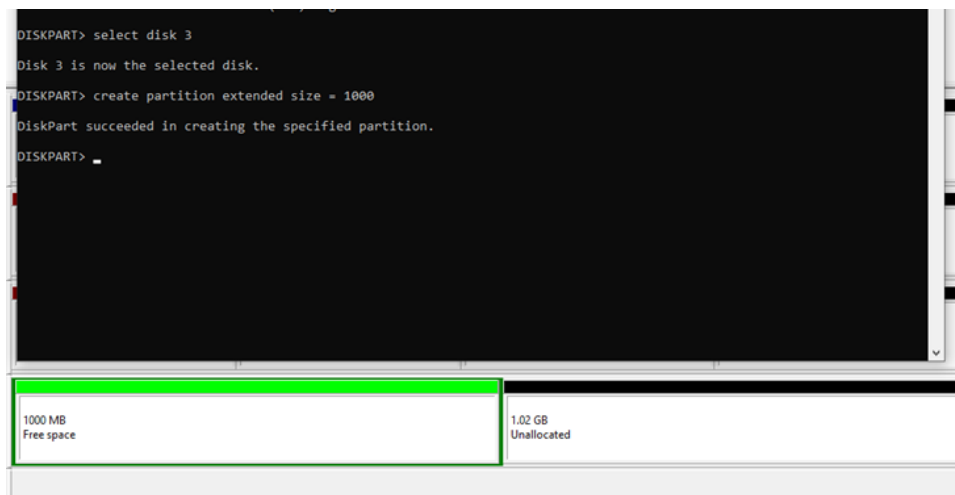 DISKPART> select disk 3
Disk 3 is now the selected disk.
DISKPART> create partition extended size = 1000
DiskPart succeeded in creating the specified partition.
DISKPART>
1000 MB
Free space
1.02 GB
Unallocated